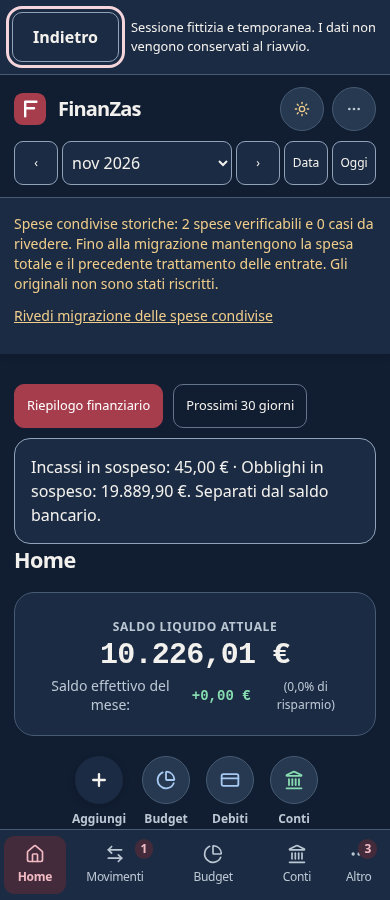 Indietro
Sessione fittizia e temporanea. I dati non
vengono conservati al riavvio.
FinanZas
‹
nov 2026
›
Data
Oggi
Spese condivise storiche: 2 spese verificabili e 0 casi da
rivedere. Fino alla migrazione mantengono la spesa
totale e il precedente trattamento delle entrate. Gli
originali non sono stati riscritti.
Rivedi migrazione delle spese condivise
Riepilogo finanziario
Prossimi 30 giorni
Incassi in sospeso: 45,00 € · Obblighi in
sospeso: 19.889,90 €. Separati dal saldo
bancario.
Home
SALDO LIQUIDO ATTUALE
10.226,01 €
Saldo effettivo del
mese:
+0,00 €
(0,0% di
risparmio)
Aggiungi
Budget
Debiti
Conti
Home
Movimenti
1
Budget
Conti
Altro
3